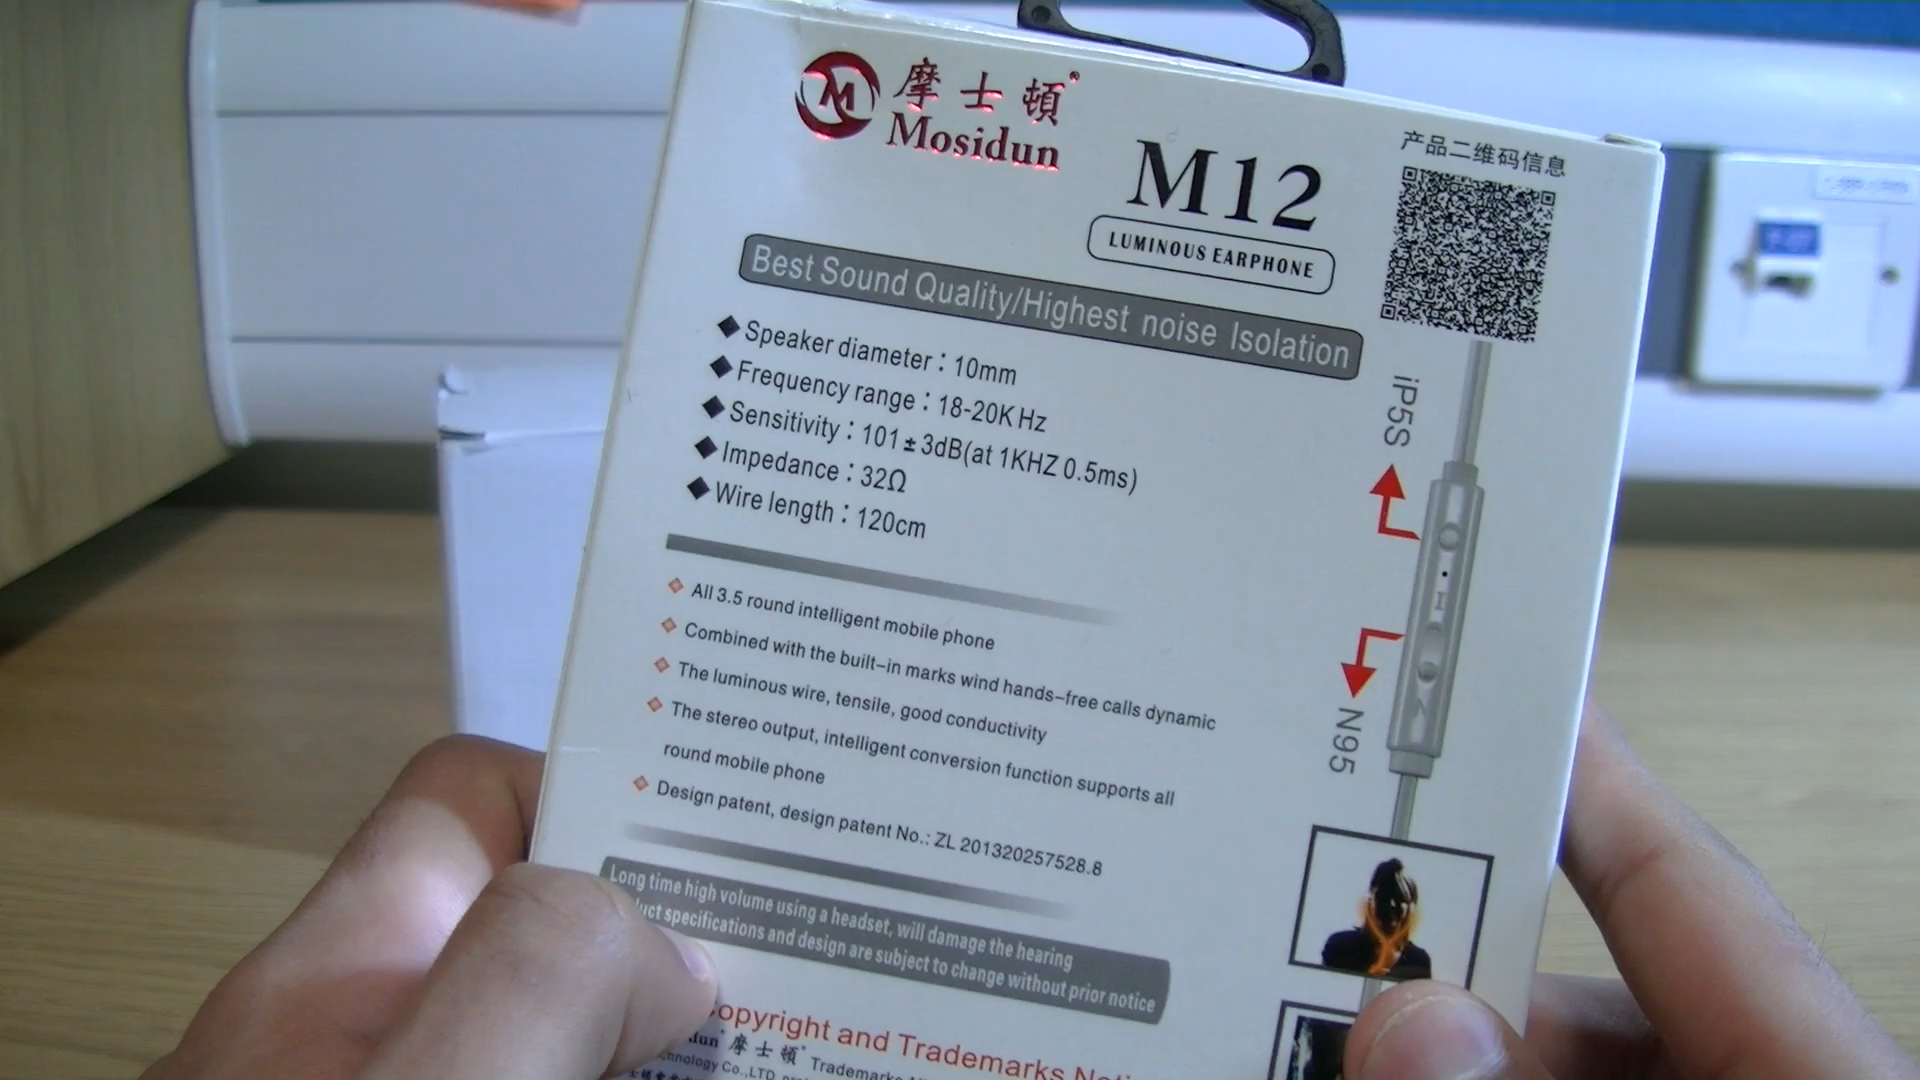 摩士頓®
Mosidun
M12
LUMINOUS EARPHONE
产品二维码信息
Best Sound Quality/Highest noise Isolation
Speaker diameter：10mm
Frequency range：18-20K Hz
Sensitivity：101±3dB(at 1KHZ 0.5ms)
Impedance：32Ω
Wire length：120cm
iP5S
N95
All 3.5 round intelligent mobile phone
Combined with the built-in marks wind hands-free calls dynamic
The luminous wire, tensile, good conductivity
The stereo output, intelligent conversion function supports all
round mobile phone
Design patent, design patent No.: ZL 201320257528.8
Long time high volume using a headset, will damage the hearing
specifications and design are subject to change without prior notice
Copyright and Trademarks
摩士頓® Trademarks
Co.,LTD